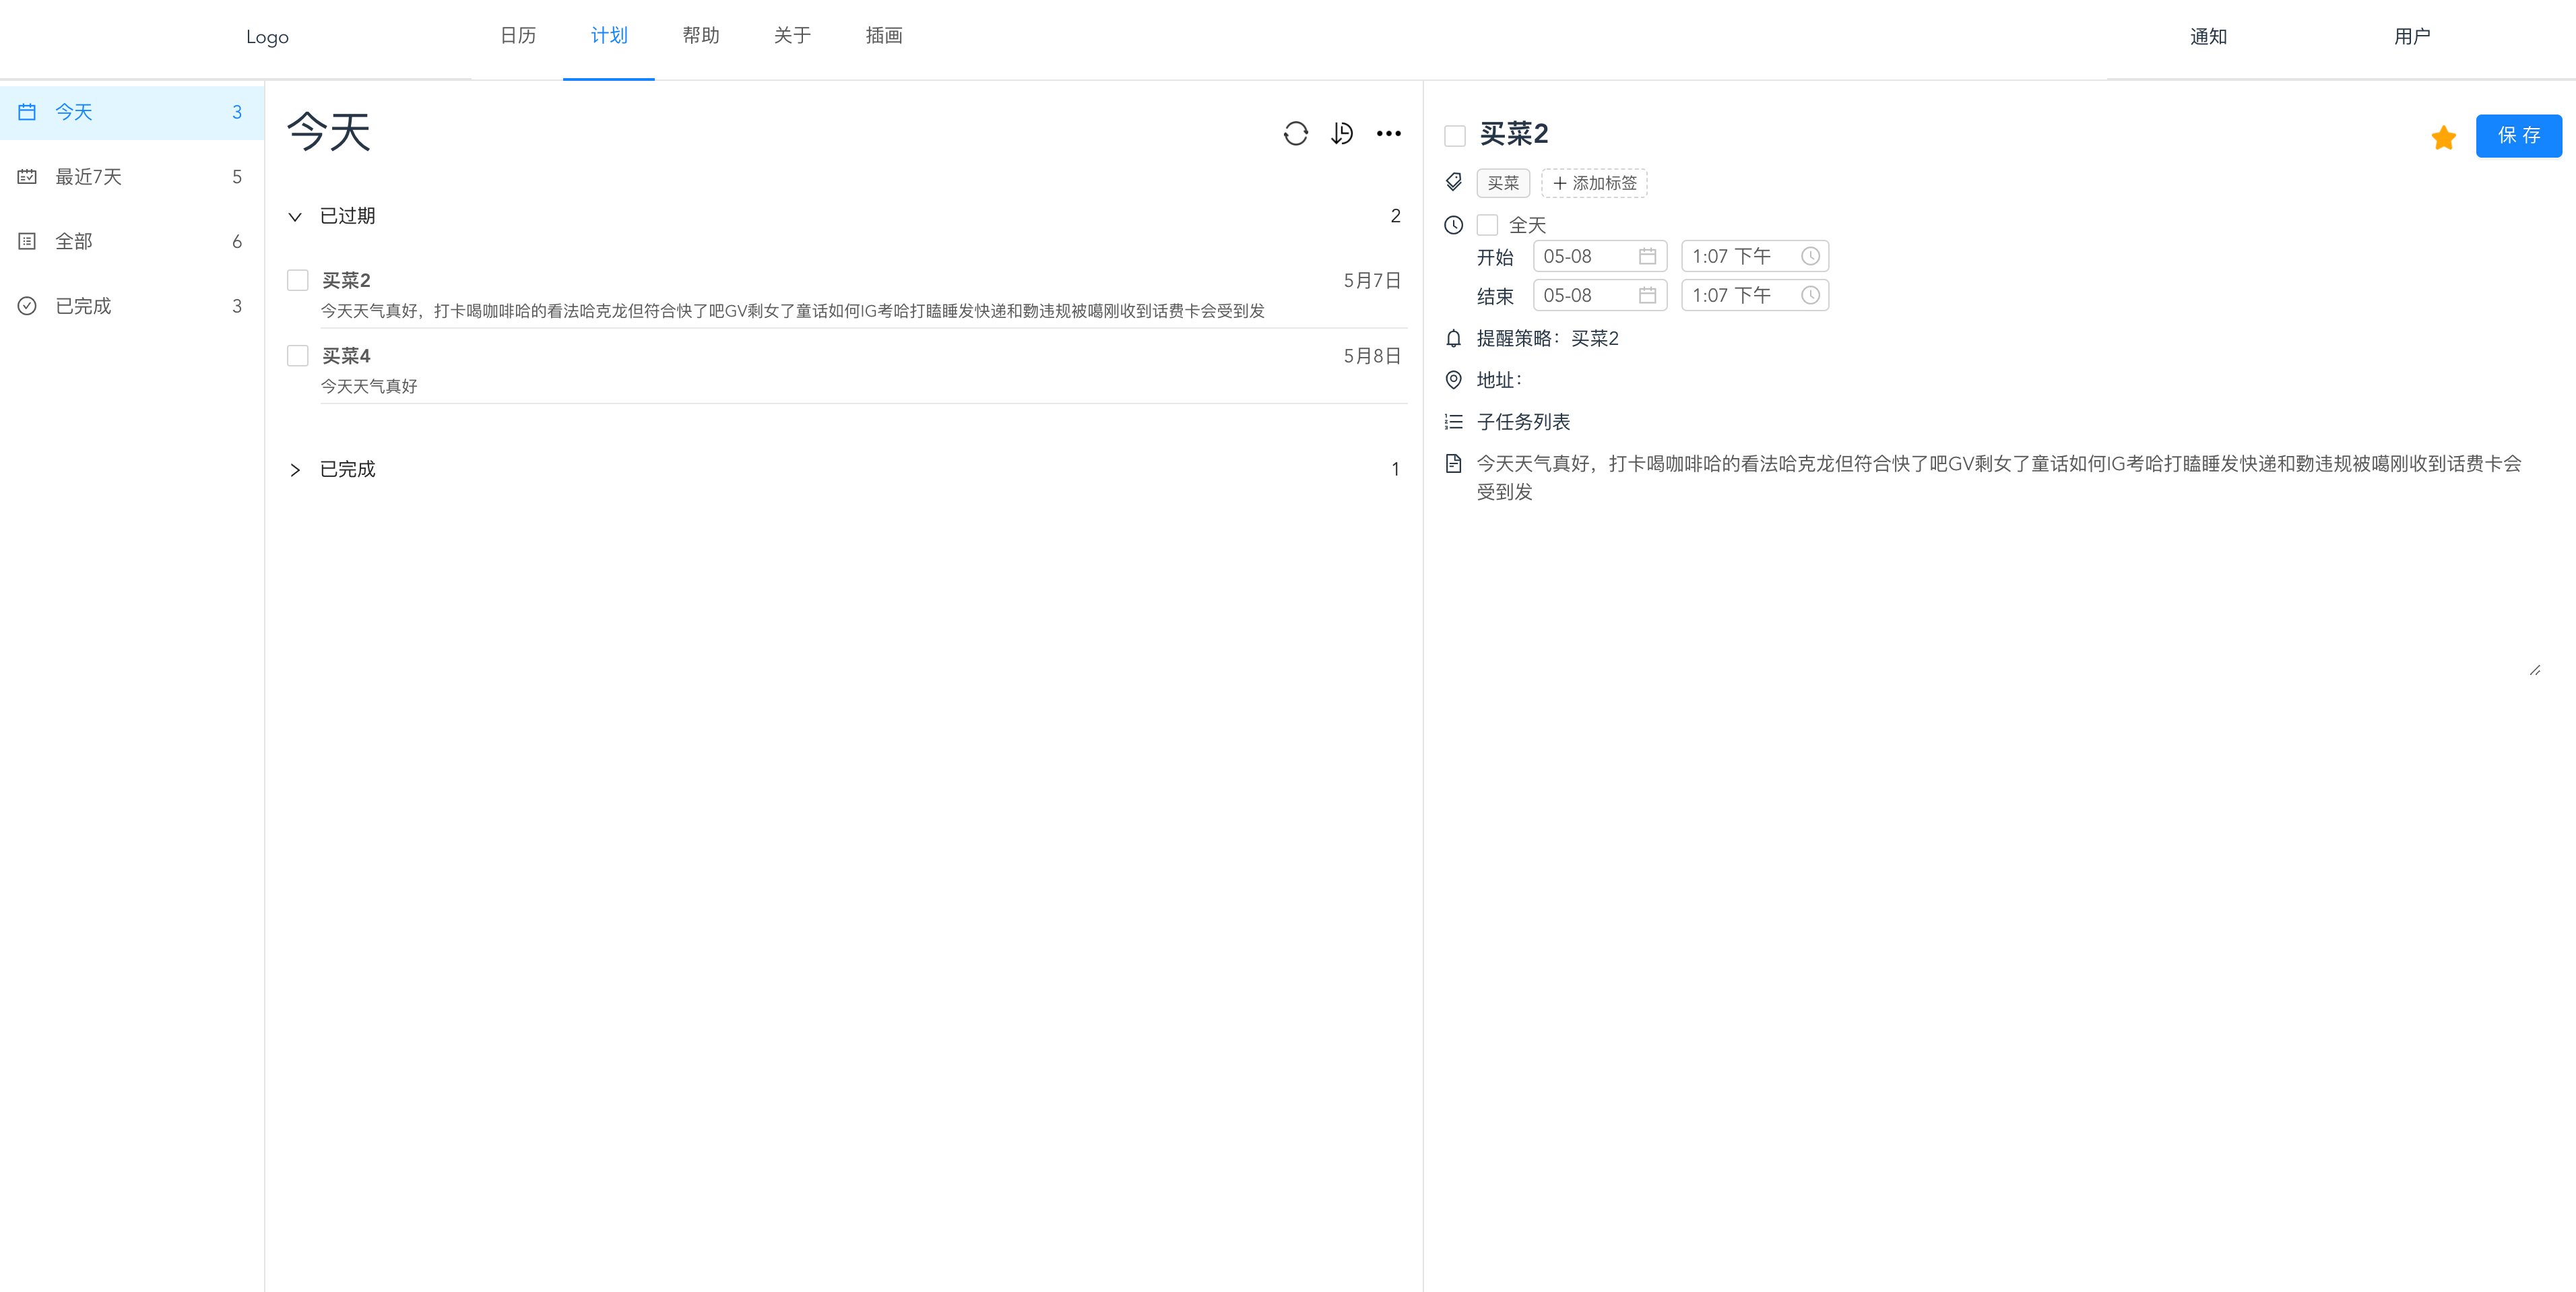 Logo 日历 计划 帮助 关于 插画 通知 用户
今天 3
最近7天 5
全部 6
已完成 3
今天
已过期 2
买菜2 5月7日
今天天气真好，打卡喝咖啡哈的看法哈克龙但符合快了吧GV剩女了童话如何IG考哈打瞌睡发快递和覅违规被噶刚收到话费卡会受到发
买菜4 5月8日
今天天气真好
已完成 1
买菜2 保 存
买菜 添加标签
全天
开始 05-08 1:07 下午
结束 05-08 1:07 下午
提醒策略：买菜2
地址：
子任务列表
今天天气真好，打卡喝咖啡哈的看法哈克龙但符合快了吧GV剩女了童话如何IG考哈打瞌睡发快递和覅违规被噶刚收到话费卡会
受到发